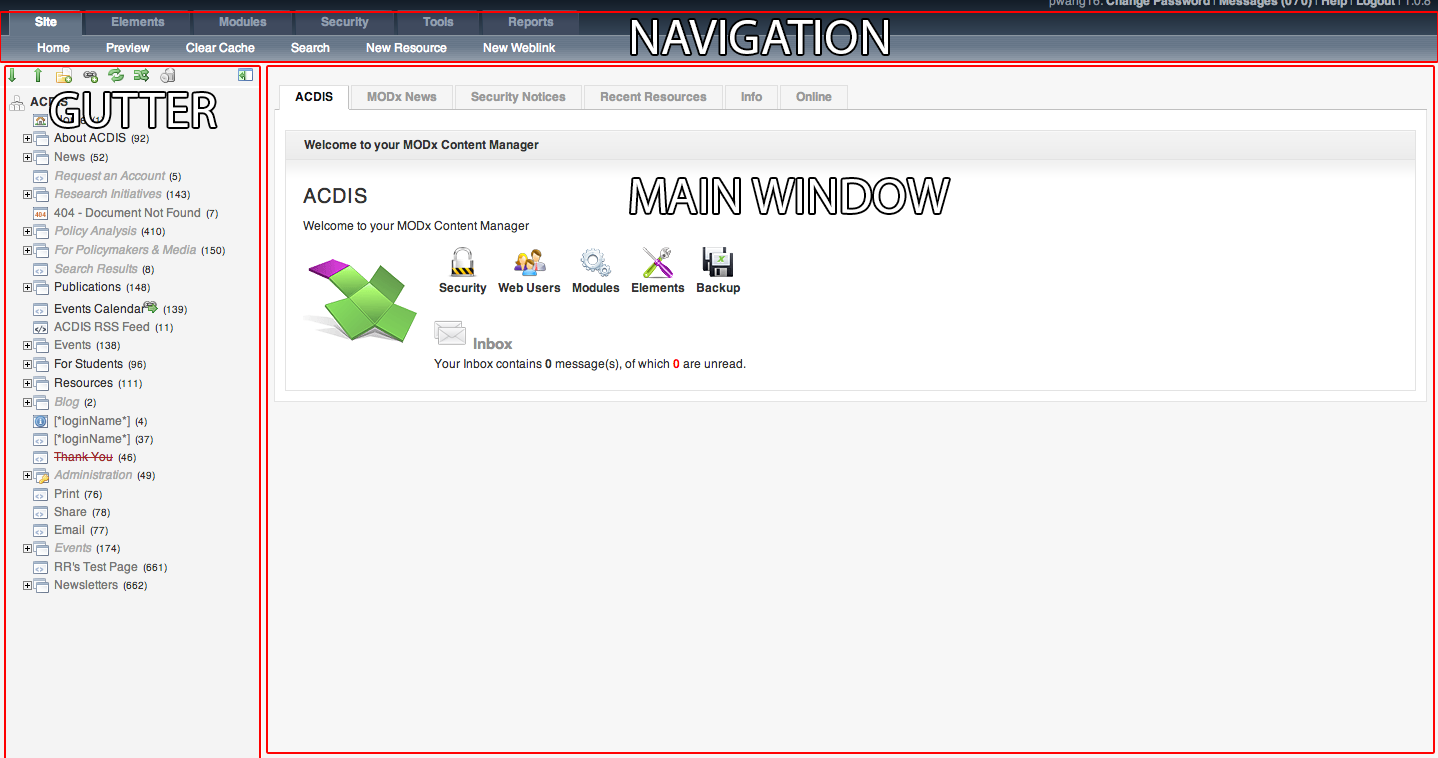 pwang16. Change Password | Messages (0 / 0) | Help | Logout | 1.0.8
Site Elements Modules Security Tools Reports
NAVIGATION
Home Preview Clear Cache Search New Resource New Weblink
GUTTER
ACDIS
Home
About ACDIS (92)
News (52)
Request an Account (5)
Research Initiatives (143)
404 404 - Document Not Found (7)
Policy Analysis (410)
For Policymakers & Media (150)
Search Results (8)
Publications (148)
Events Calendar (139)
ACDIS RSS Feed (11)
Events (138)
For Students (96)
Resources (111)
Blog (2)
[*loginName*] (4)
[*loginName*] (37)
Thank You (46)
Administration (49)
Print (76)
Share (78)
Email (77)
Events (174)
RR's Test Page (661)
Newsletters (662)
ACDIS MODx News Security Notices Recent Resources Info Online
Welcome to your MODx Content Manager
MAIN WINDOW
ACDIS
Welcome to your MODx Content Manager
Security Web Users Modules Elements Backup
Inbox
Your Inbox contains 0 message(s), of which 0 are unread.